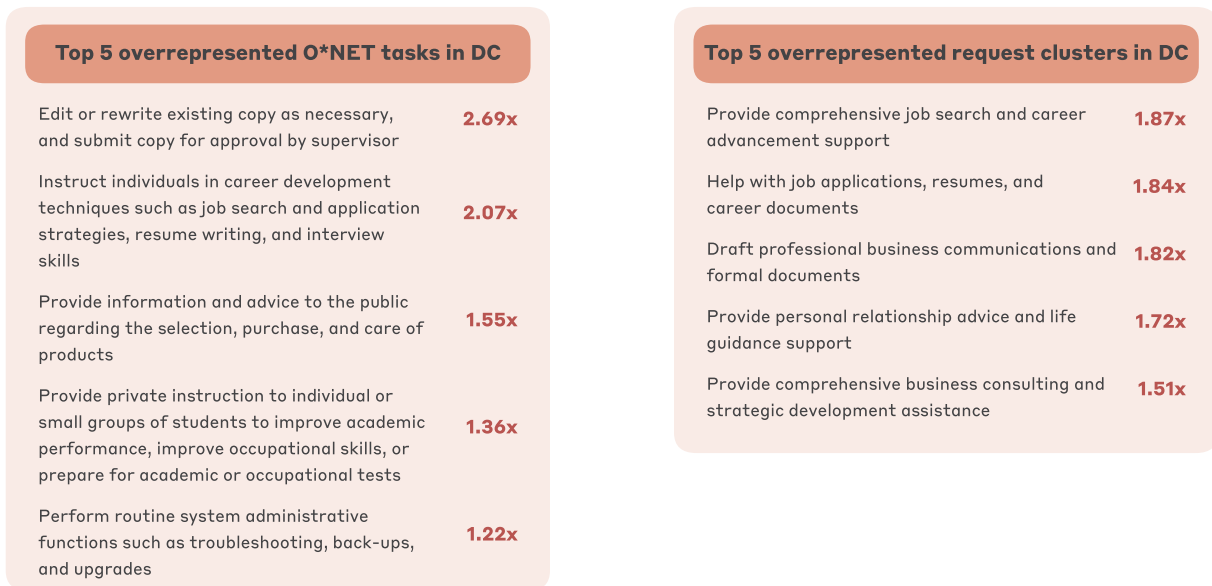 Top 5 overrepresented O*NET tasks in DC
Edit or rewrite existing copy as necessary,
and submit copy for approval by supervisor
2.69x
Instruct individuals in career development
techniques such as job search and application
strategies, resume writing, and interview
skills
2.07x
Provide information and advice to the public
regarding the selection, purchase, and care of
products
1.55x
Provide private instruction to individual or
small groups of students to improve academic
performance, improve occupational skills, or
prepare for academic or occupational tests
1.36x
Perform routine system administrative
functions such as troubleshooting, back-ups,
and upgrades
1.22x
Top 5 overrepresented request clusters in DC
Provide comprehensive job search and career
advancement support
1.87x
Help with job applications, resumes, and
career documents
1.84x
Draft professional business communications and
formal documents
1.82x
Provide personal relationship advice and life
guidance support
1.72x
Provide comprehensive business consulting and
strategic development assistance
1.51x